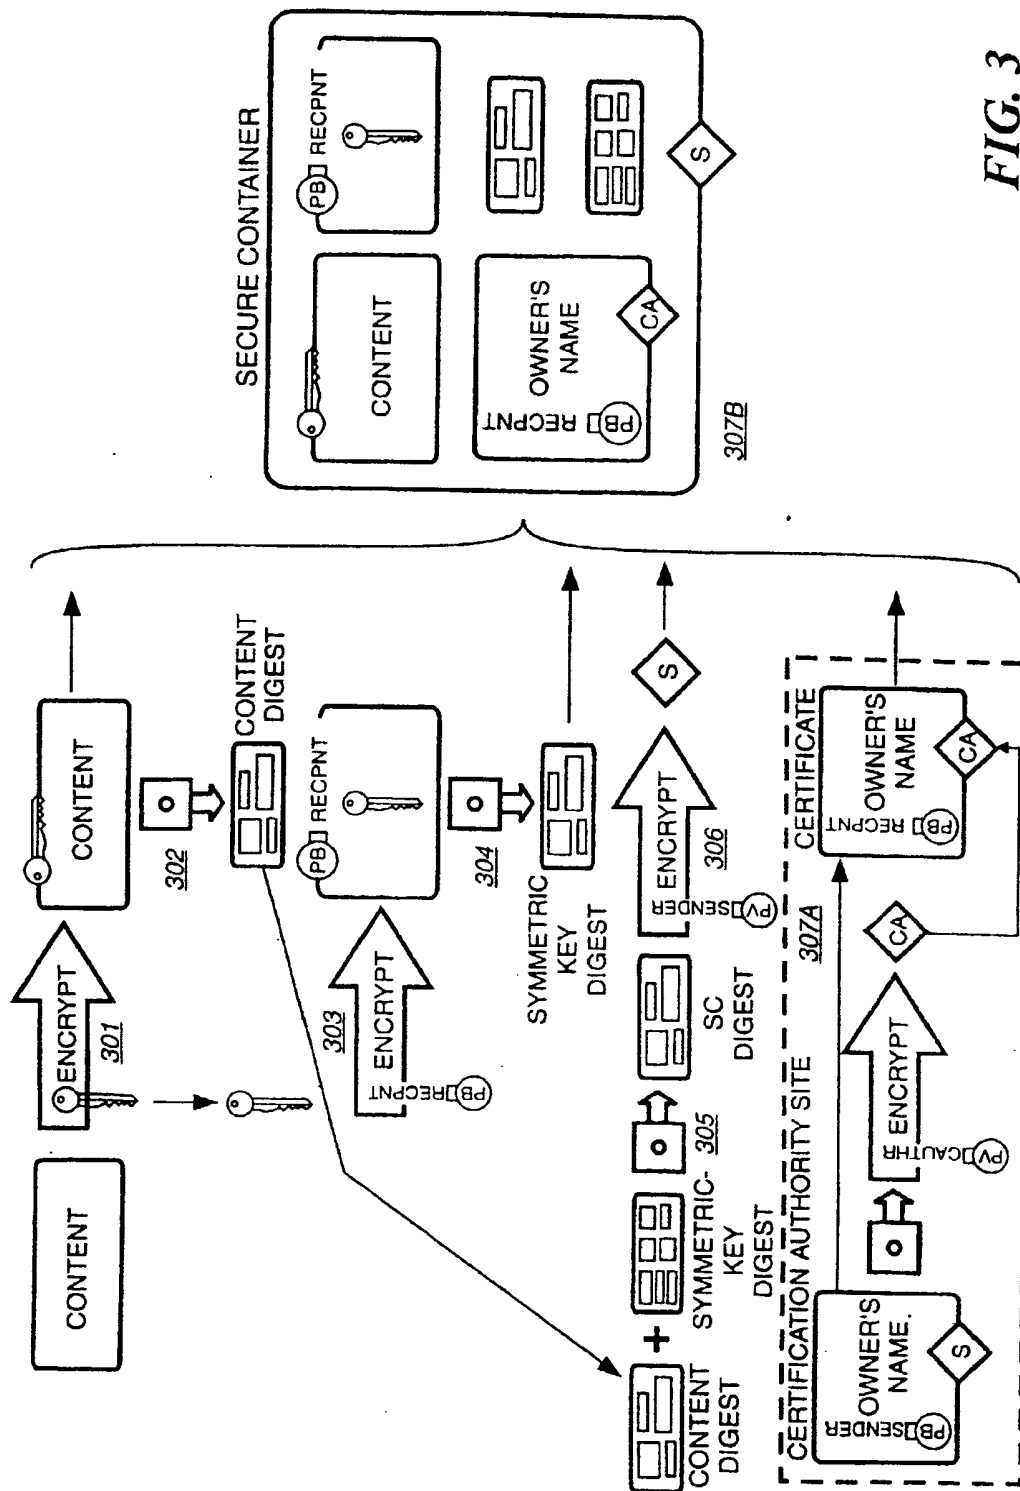 CONTENT
ENCRYPT
301
CONTENT
302
CONTENT
DIGEST
303
ENCRYPT
PB RECPNT
PB RECPNT
304
SYMMETRIC
KEY
DIGEST
CONTENT
DIGEST
+
SYMMETRIC-
KEY
DIGEST
305
SC DIGEST
ENCRYPT
PV SENDER
306
S
CERTIFICATION AUTHORITY SITE
307A
CERTIFICATE
OWNER'S
NAME.
PB SENDER
S
ENCRYPT
PV CAUTHR
CA
OWNER'S
NAME
PB RECPNT
CA
SECURE CONTAINER
CONTENT
PB RECPNT
OWNER'S
NAME
PB RECPNT
CA
S
307B
FIG. 3